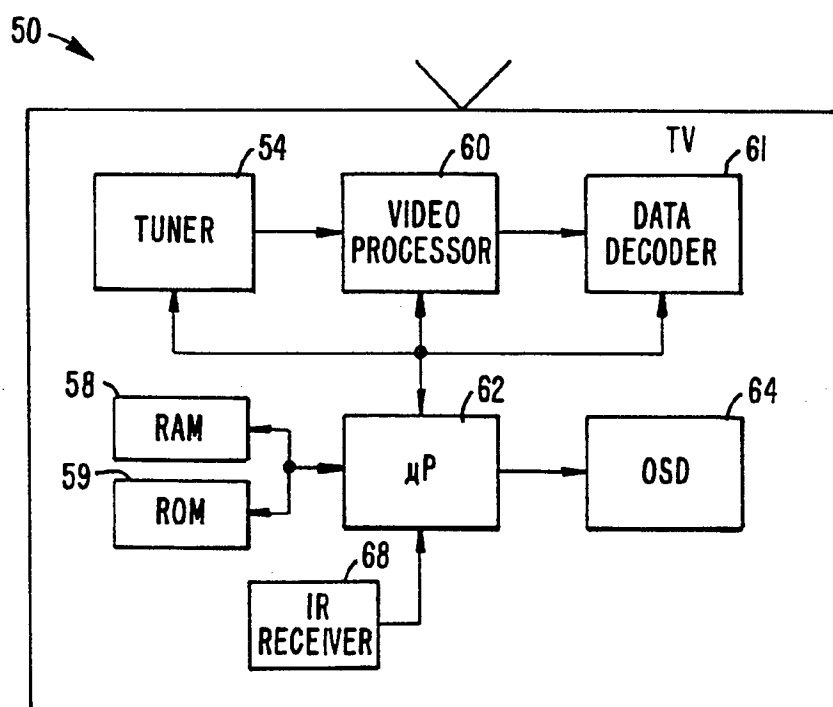 50
TV
54
60
61
TUNER
VIDEO
PROCESSOR
DATA
DECODER
58
RAM
59
ROM
62
μP
64
OSD
68
IR
RECEIVER